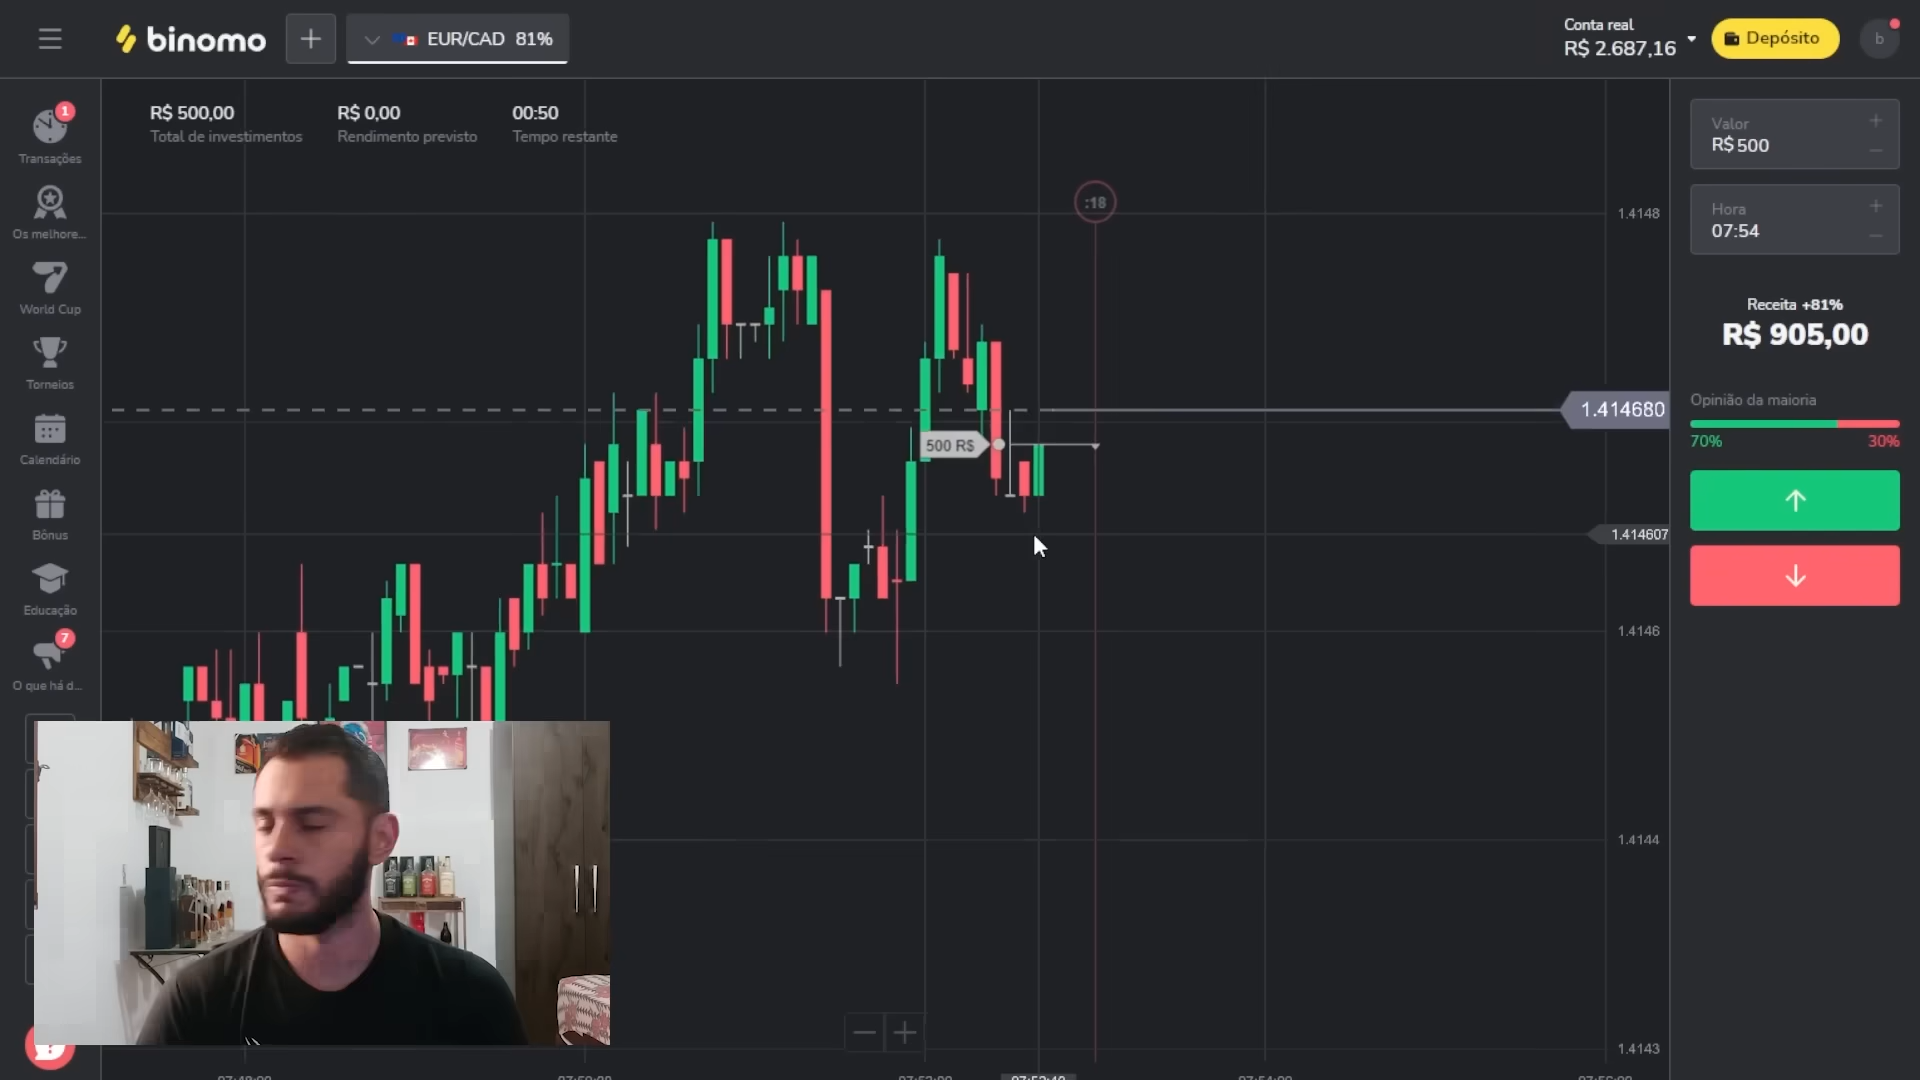 binomo
EUR/CAD 81%
Conta real
R$ 2.687,16
Depósito
b
R$ 500,00
Total de investimentos
R$ 0,00
Rendimento previsto
00:50
Tempo restante
1
Transações
Os melhore...
World Cup
Torneios
Calendário
Bônus
Educação
7
O que há d...
:18
500 R$
1.4148
1.414680
1.414607
1.4146
1.4144
1.4143
Valor
R$ 500
Hora
07:54
Receita +81%
R$ 905,00
Opinião da maioria
70%
30%